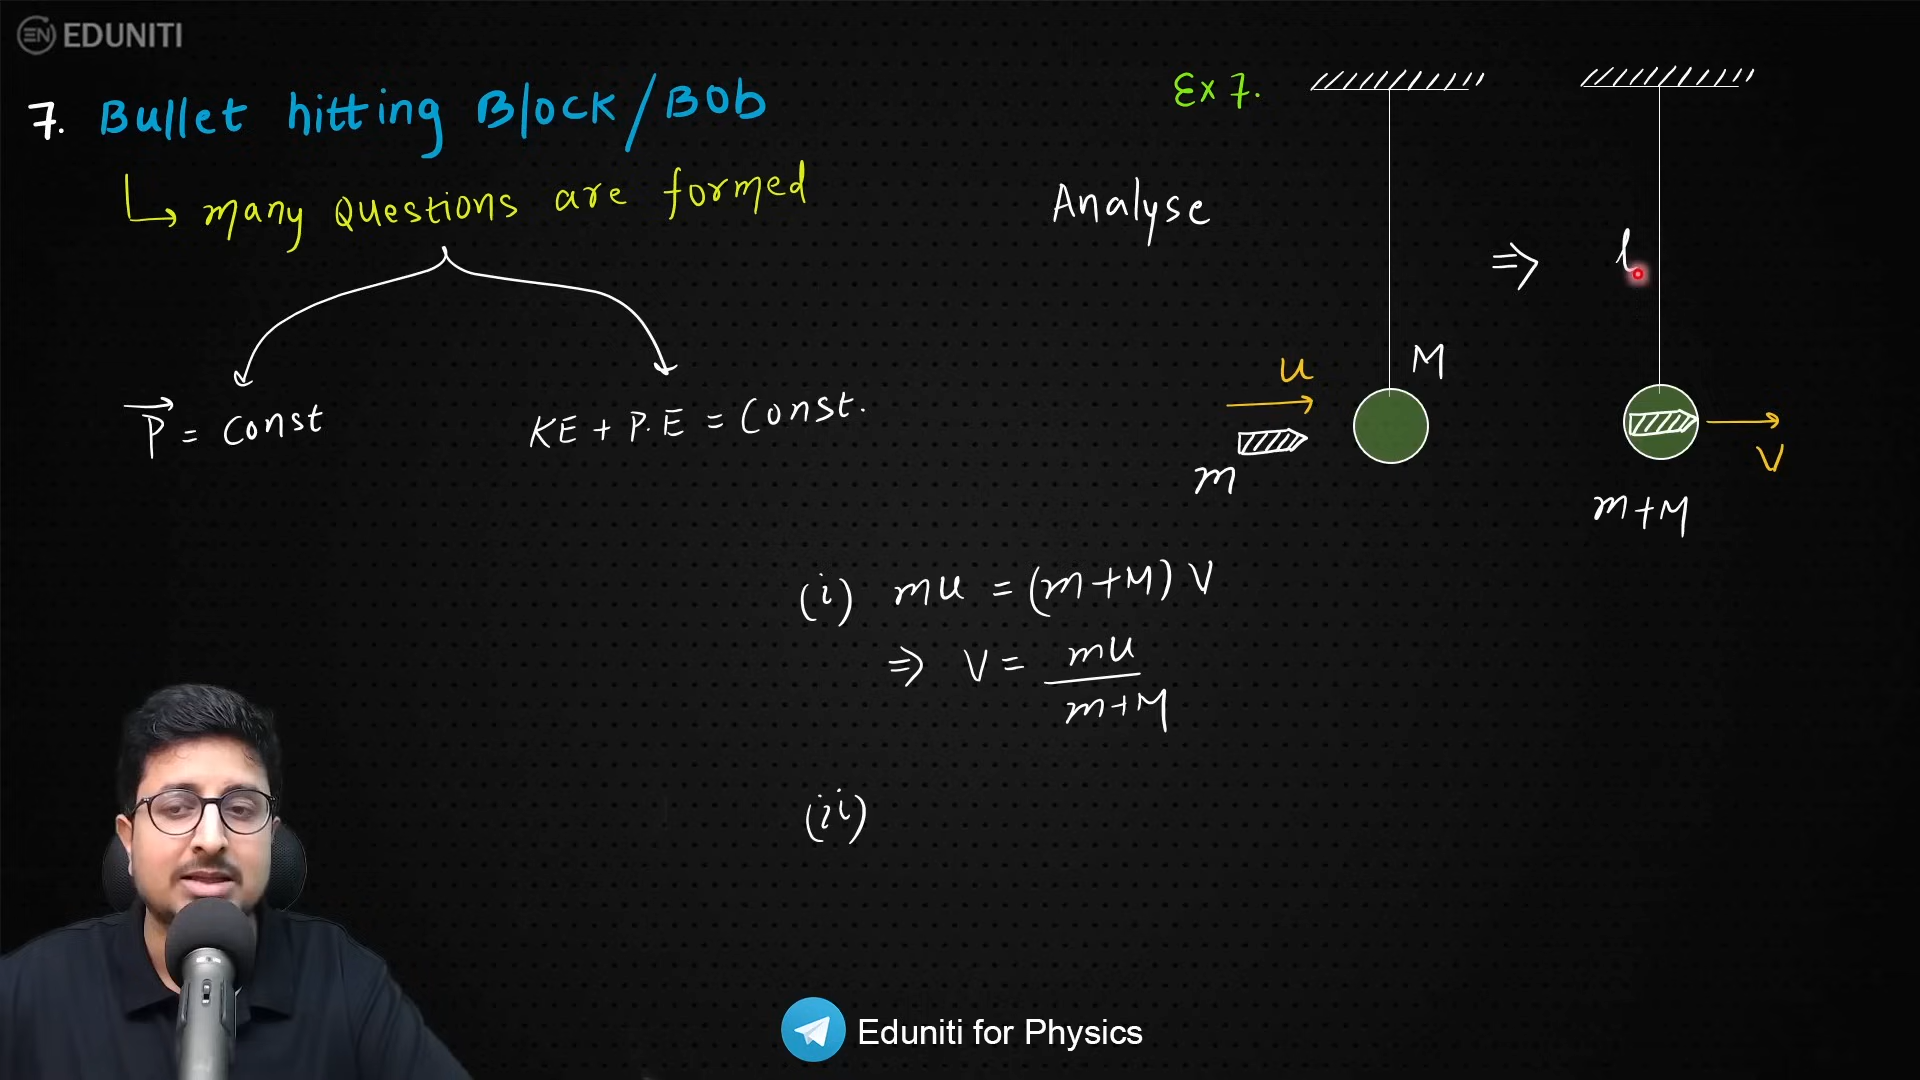 EN EDUNITI
7. Bullet hitting Block/Bob
↳ many questions are formed
P⃗ = Const
KE + P.E = Const.
Ex 7.
Analyse
u
m
M
⇒
l
V
m+M
(i) mu = (m+M) V
⇒ V = mu / m+M
(ii)
Eduniti for Physics